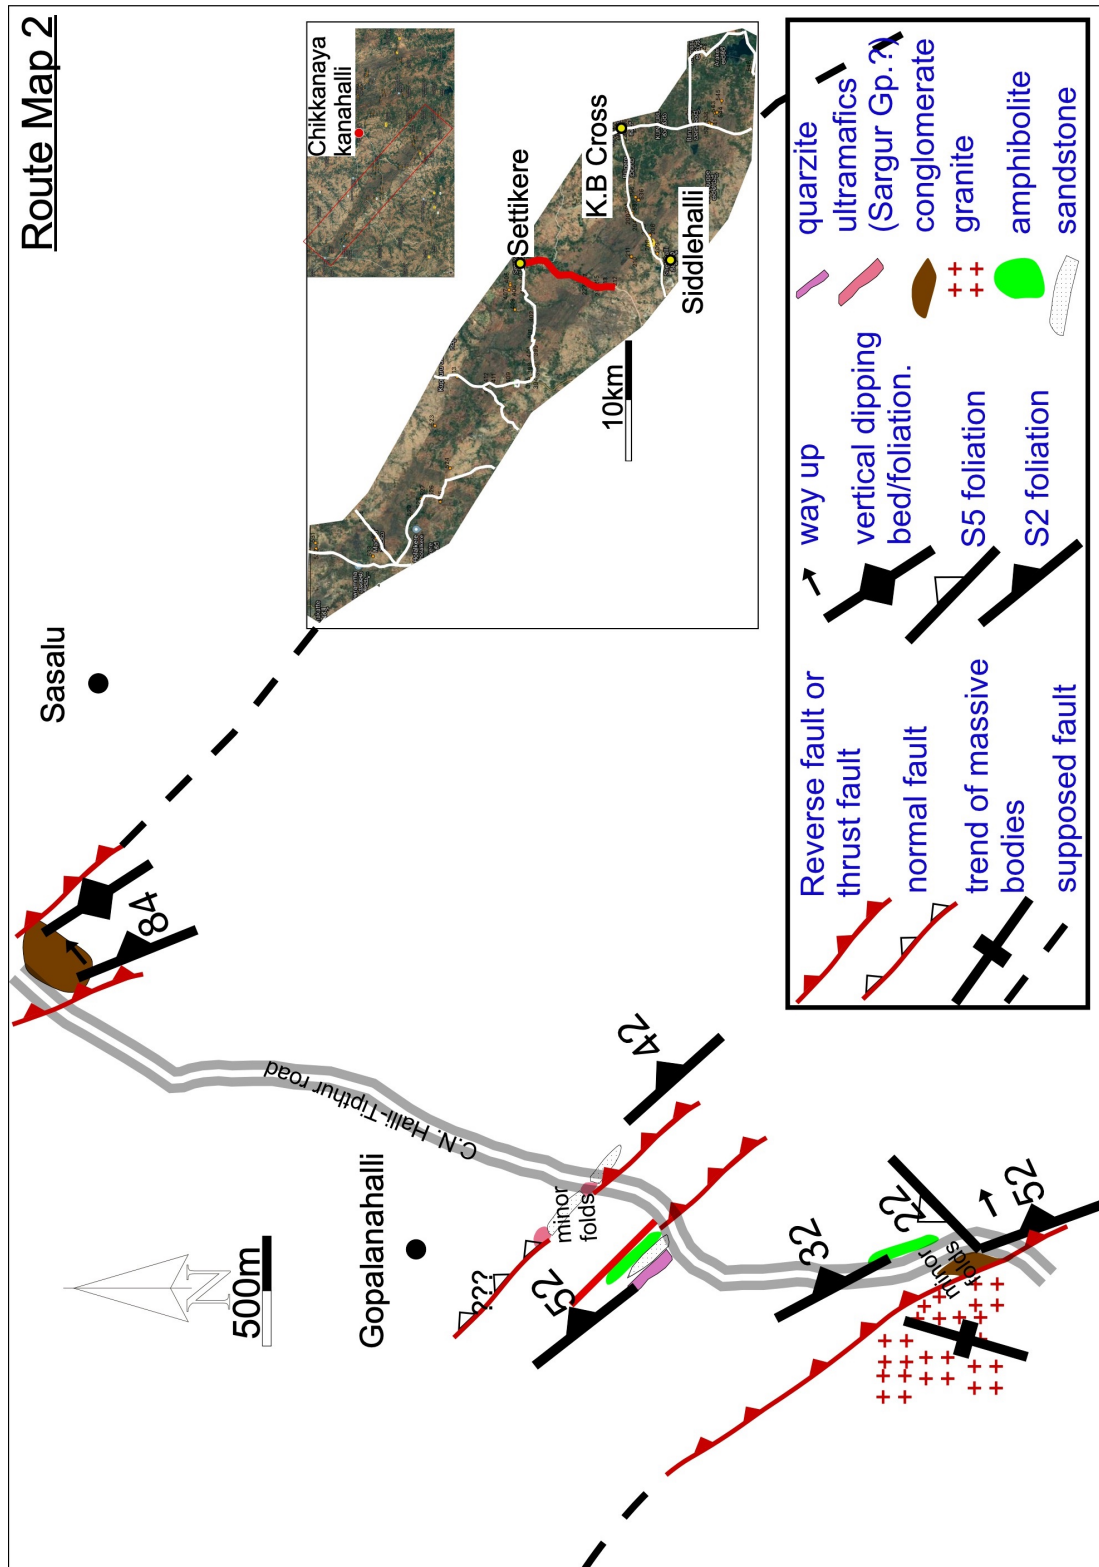 Route Map 2
Sasalu
84
C.N. Halli-Tipthur road
N
500m
Gopalanahalli
42
minor
folds
???
52
32
22
minor
folds
52
Chikkanaya
kanahalli
Settikere
K.B Cross
Siddlehalli
10km
Reverse fault or
thrust fault
normal fault
trend of massive
bodies
supposed fault
way up
vertical dipping
bed/foliation.
S5 foliation
S2 foliation
quarzite
ultramafics
(Sargur Gp.?)
conglomerate
granite
amphibolite
sandstone